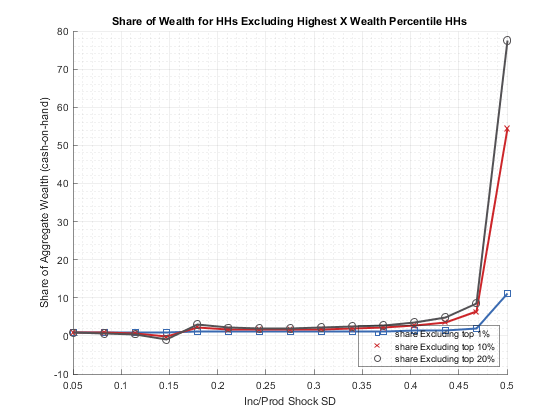 Share of Wealth for HHs Excluding Highest X Wealth Percentile HHs
Share of Aggregate Wealth (cash-on-hand)
80
70
60
50
40
30
20
10
0
-10
0.05 0.1 0.15 0.2 0.25 0.3 0.35 0.4 0.45 0.5
Inc/Prod Shock SD
share Excluding top
share Excluding top 10%
share Excluding top 20%